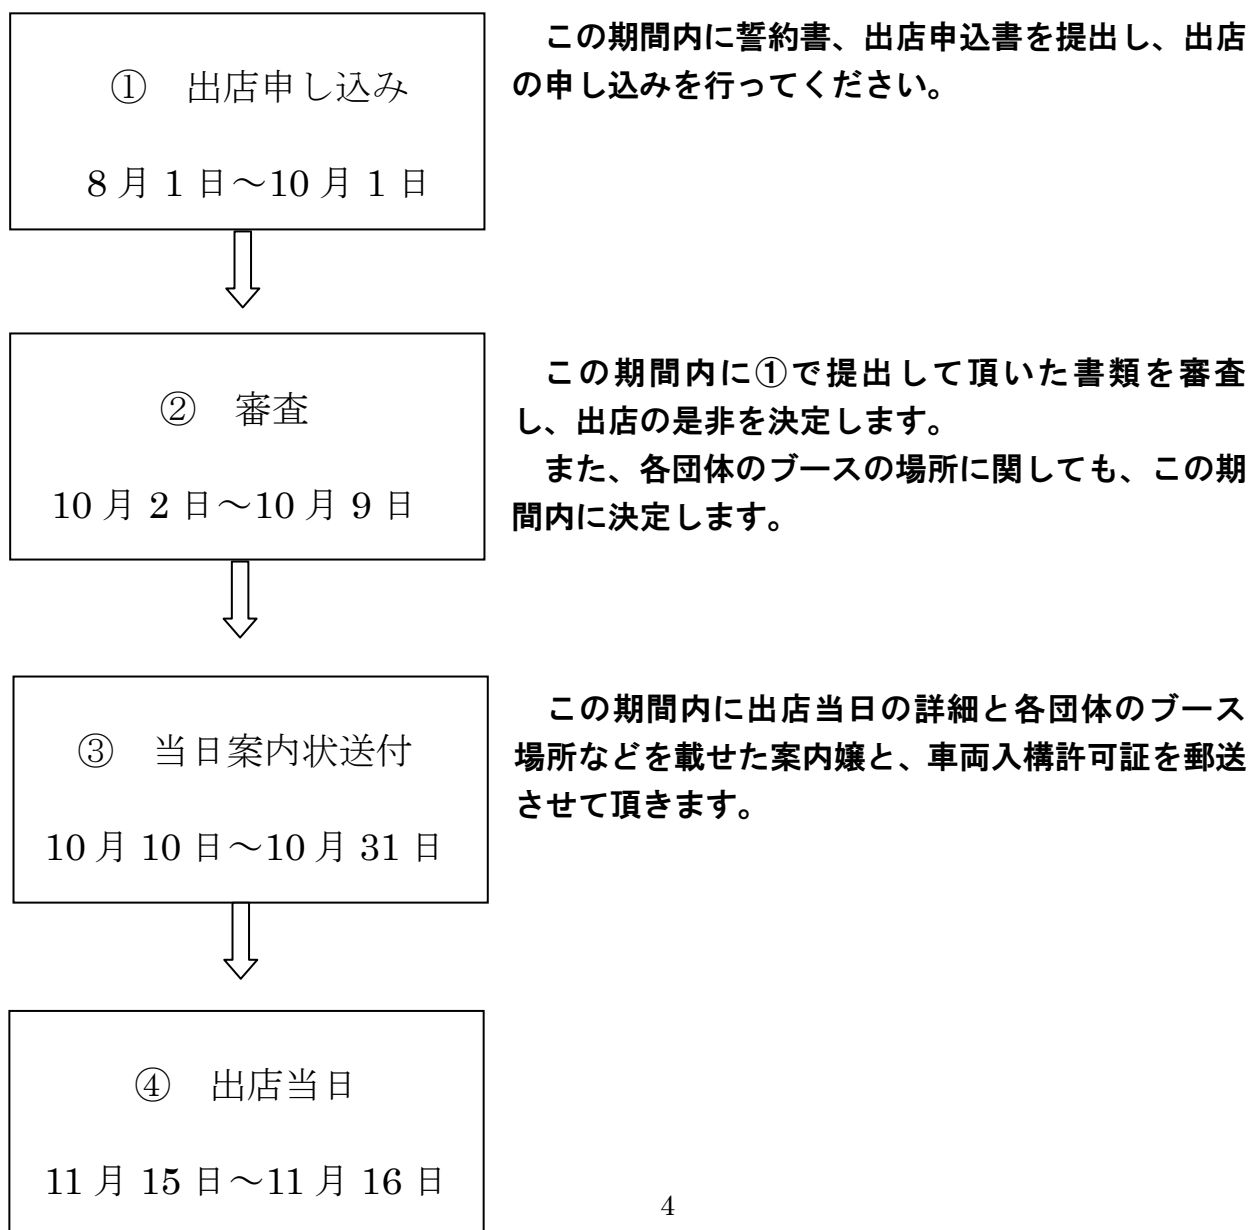 ① 出店申し込み
8月1日~10月1日
この期間内に誓約書、出店申込書を提出し、出店
の申し込みを行ってください。
② 審査
10月2日~10月9日
この期間内に①で提出して頂いた書類を審査
し、出店の是非を決定します。
また、各団体のブースの場所に関しても、この期
間内に決定します。
③ 当日案内状送付
10月10日~10月31日
この期間内に出店当日の詳細と各団体のブース
場所などを載せた案内嬢と、車両入構許可証を郵送
させて頂きます。
④ 出店当日
11月15日~11月16日
4